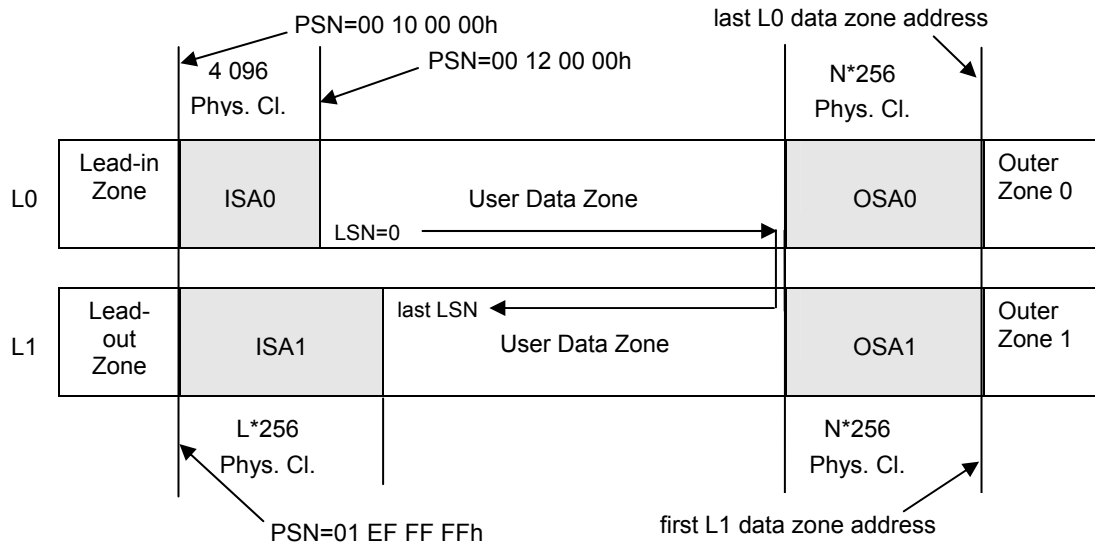 PSN=00 10 00 00h
last L0 data zone address
4 096
Phys. Cl.
PSN=00 12 00 00h
N*256
Phys. Cl.
L0
Lead-in
Zone
ISA0
User Data Zone
OSA0
Outer
Zone 0
LSN=0
L1
Lead-
out
Zone
ISA1
last LSN
User Data Zone
OSA1
Outer
Zone 1
L*256
Phys. Cl.
N*256
Phys. Cl.
PSN=01 EF FF FFh
first L1 data zone address